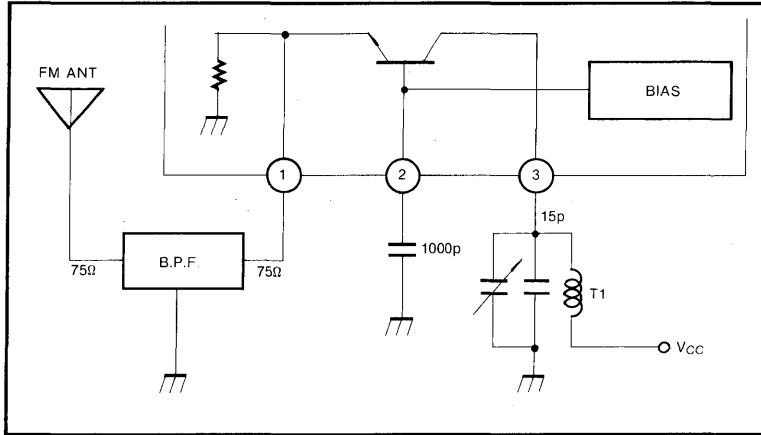 FM ANT
BIAS
1
2
3
15p
1000p
75Ω
B.P.F.
75Ω
T1
VCC